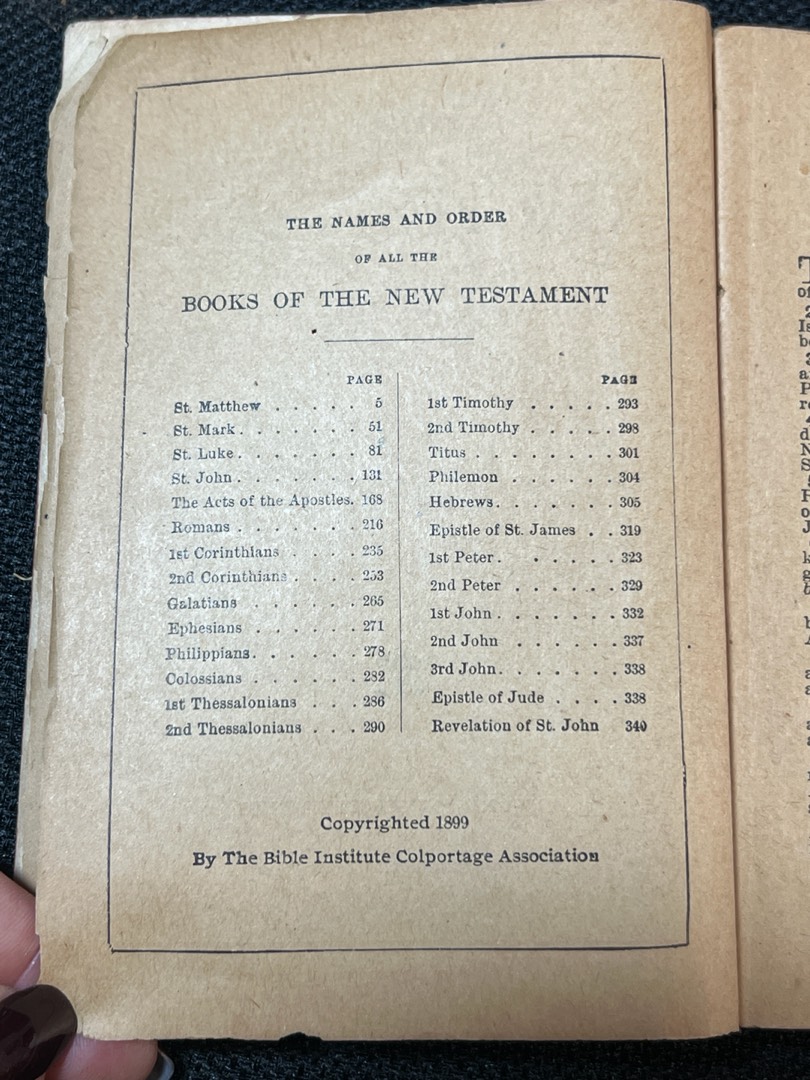 THE NAMES AND ORDER
OF ALL THE
BOOKS OF THE NEW TESTAMENT
PAGE
St. Matthew . . . . . 5
St. Mark . . . . . . . 51
St. Luke . . . . . . . 81
St. John . . . . . . . 131
The Acts of the Apostles. 168
Romans . . . . . . . 216
1st Corinthians . . . . 235
2nd Corinthians . . . . 253
Galatians . . . . . . 265
Ephesians . . . . . . 271
Philippians . . . . . . 278
Colossians . . . . . . 282
1st Thessalonians . . . 286
2nd Thessalonians . . . 290
PAGE
1st Timothy . . . . . 293
2nd Timothy . . . . . 298
Titus . . . . . . . . 301
Philemon . . . . . . 304
Hebrews . . . . . . . 305
Epistle of St. James . . 319
1st Peter . . . . . . 323
2nd Peter . . . . . . 329
1st John . . . . . . . 332
2nd John . . . . . . 337
3rd John . . . . . . . 338
Epistle of Jude . . . . 338
Revelation of St. John 340
Copyrighted 1899
By The Bible Institute Colportage Association